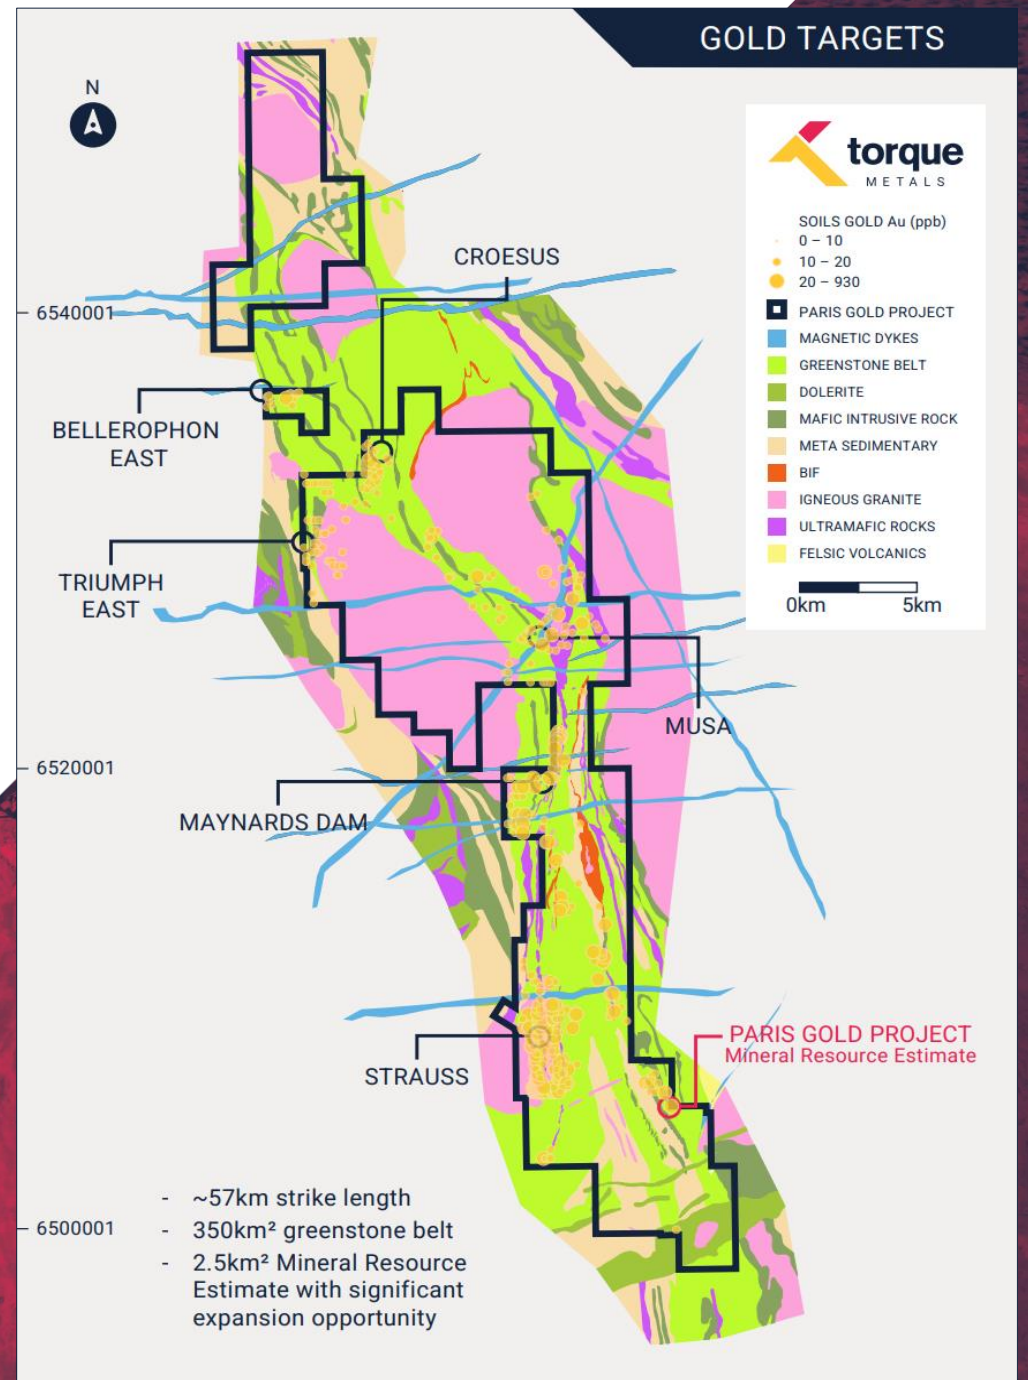 GOLD TARGETS
N
torque
METALS
SOILS GOLD Au (ppb)
0 – 10
10 – 20
20 – 930
PARIS GOLD PROJECT
MAGNETIC DYKES
GREENSTONE BELT
DOLERITE
MAFIC INTRUSIVE ROCK
META SEDIMENTARY
BIF
IGNEOUS GRANITE
ULTRAMAFIC ROCKS
FELSIC VOLCANICS
0km 5km
CROESUS
6540001
BELLEROPHON
EAST
TRIUMPH
EAST
MUSA
6520001
MAYNARDS DAM
PARIS GOLD PROJECT
Mineral Resource Estimate
STRAUSS
6500001
- ~57km strike length
- 350km² greenstone belt
- 2.5km² Mineral Resource
Estimate with significant
expansion opportunity